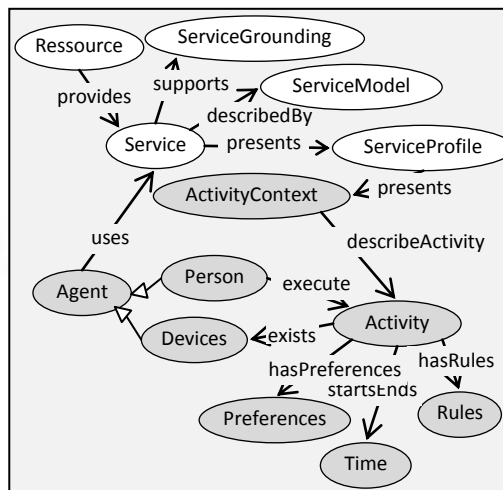 Ressource
ServiceGrounding
supports
ServiceModel
provides
describedBy
Service
presents
ServiceProfile
ActivityContext
presents
uses
describeActivity
Person
execute
Agent
Devices
exists
Activity
hasPreferences
hasRules
startsEnds
Preferences
Rules
Time